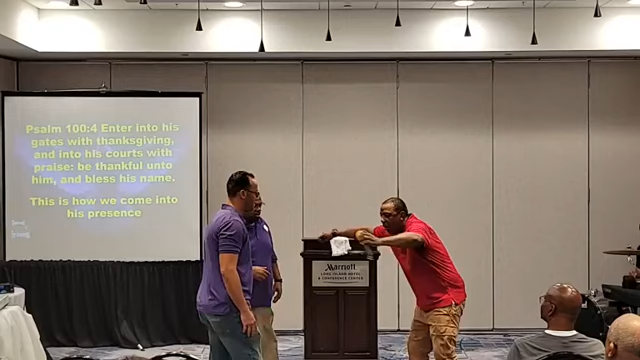 Psalm 100:4 Enter into his
gates with thanksgiving,
and into his courts with
praise: be thankful unto
him, and bless his name.
This is how we come into
his presence
Marriott
LONG ISLAND HOTEL
& CONFERENCE CENTER